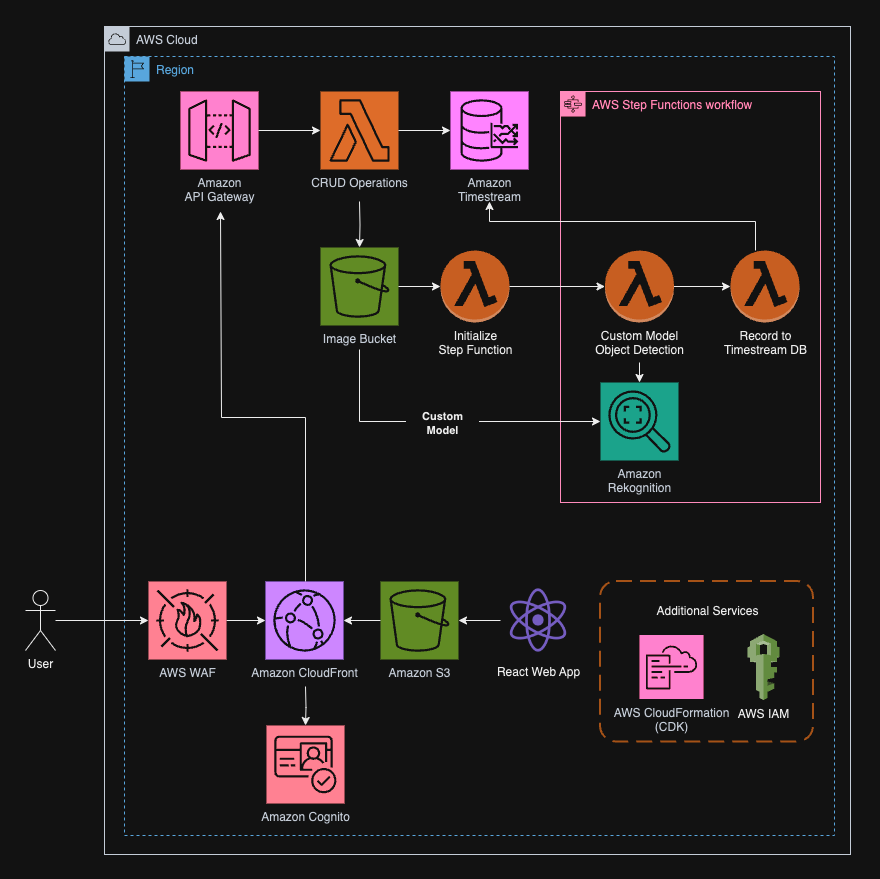 AWS Cloud
Region
AWS Step Functions workflow
</>
Amazon
API Gateway
CRUD Operations
Amazon
Timestream
Image Bucket
Initialize
Step Function
Custom Model
Object Detection
Record to
Timestream DB
Custom
Model
Amazon
Rekognition
User
AWS WAF
Amazon CloudFront
Amazon S3
React Web App
Additional Services
AWS CloudFormation
(CDK)
AWS IAM
Amazon Cognito